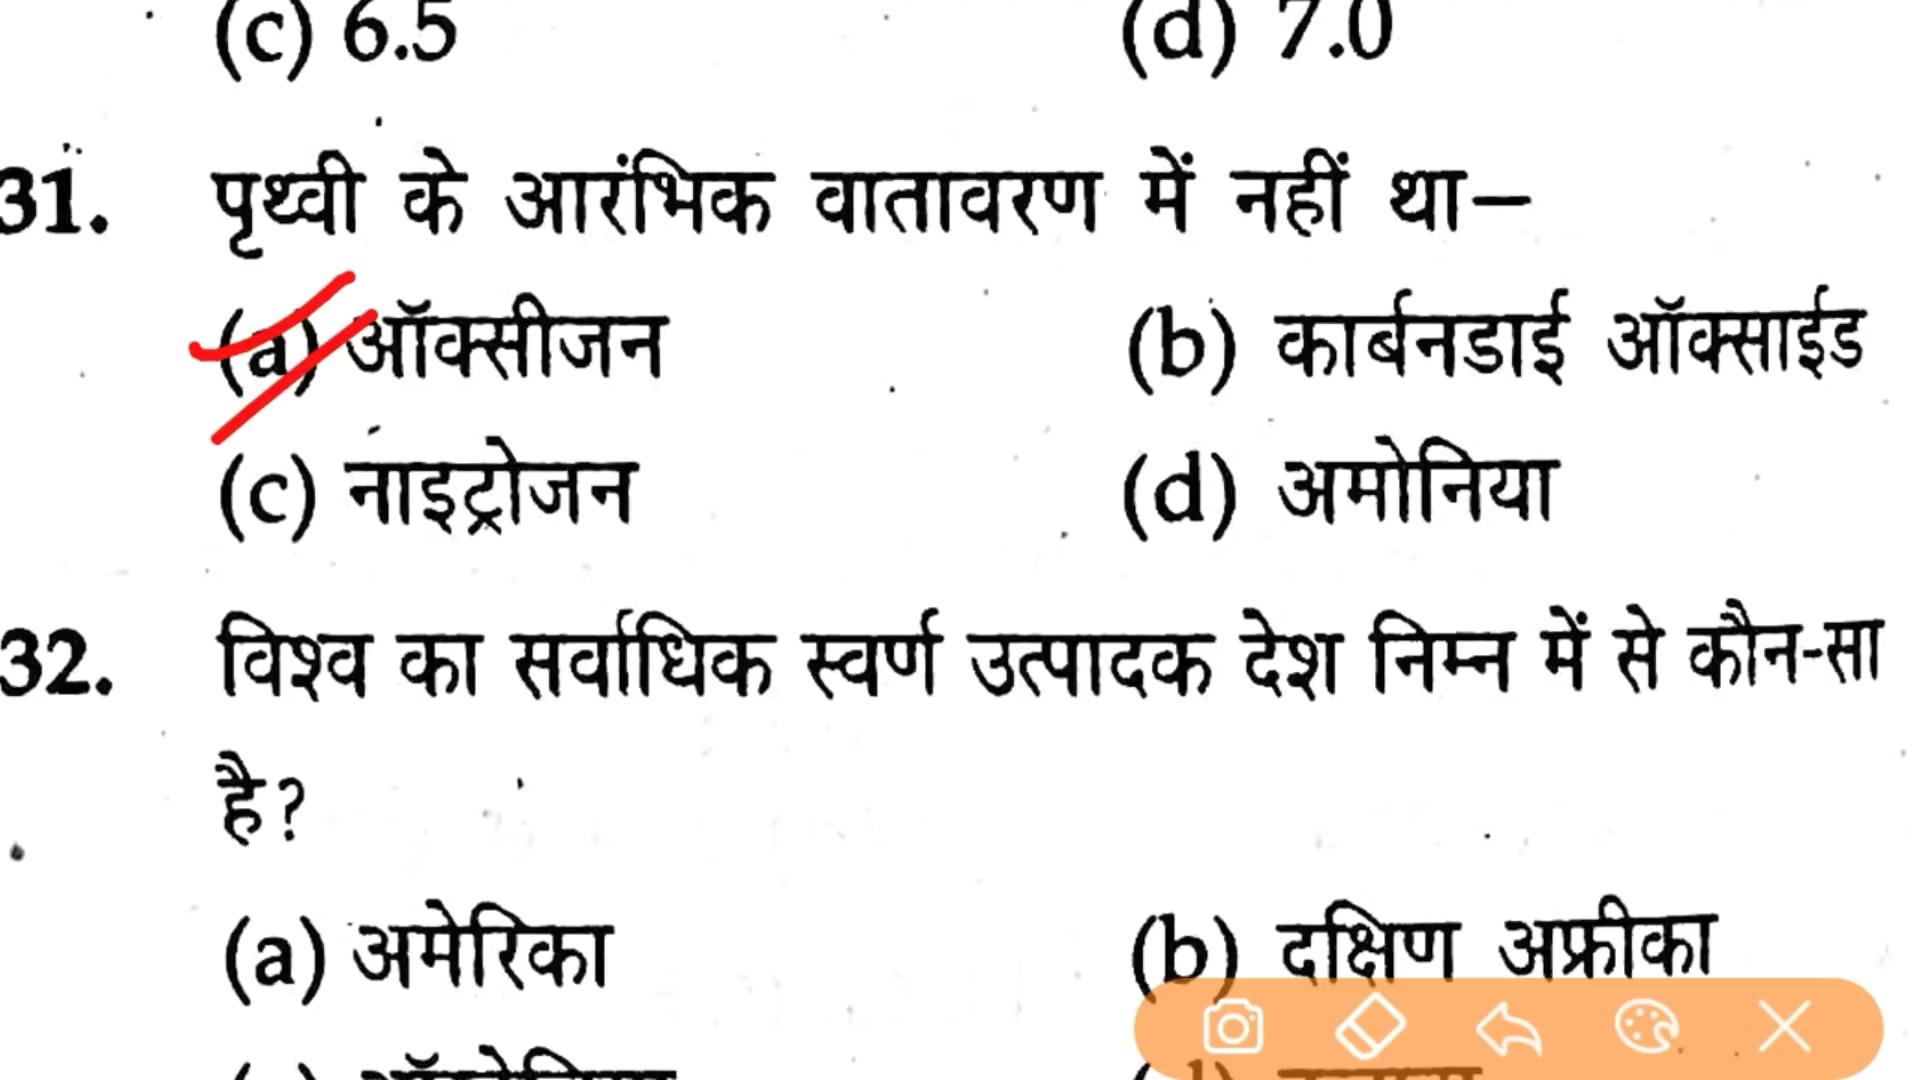 (c) 6.5 (d) 7.0
31. पृथ्वी के आरंभिक वातावरण में नहीं था–
(a) ऑक्सीजन (b) कार्बनडाई ऑक्साईड
(c) नाइट्रोजन (d) अमोनिया
32. विश्व का सर्वाधिक स्वर्ण उत्पादक देश निम्न में से कौन-सा
है?
(a) अमेरिका (b) दक्षिण अफ्रीका